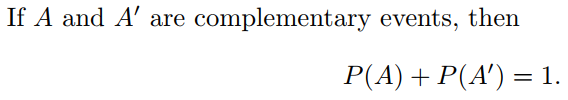 If A and A′ are complementary events, then
P(A) + P(A′) = 1.